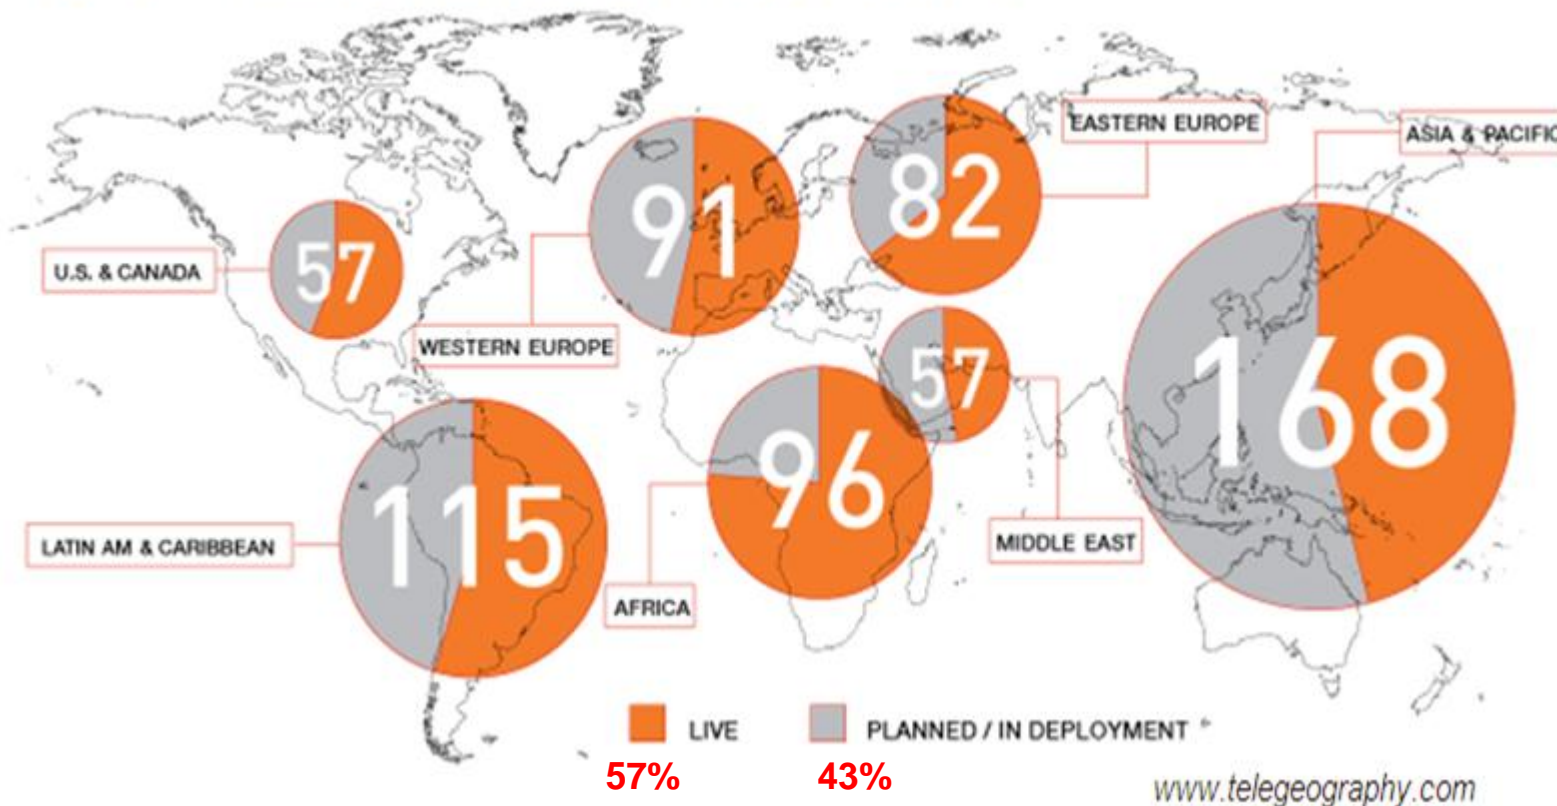 EASTERN EUROPE
ASIA & PACIFIC
82
91
U.S. & CANADA
57
WESTERN EUROPE
57
168
96
115
LATIN AM & CARIBBEAN
MIDDLE EAST
AFRICA
LIVE
PLANNED / IN DEPLOYMENT
57%
43%
www.telegeography.com